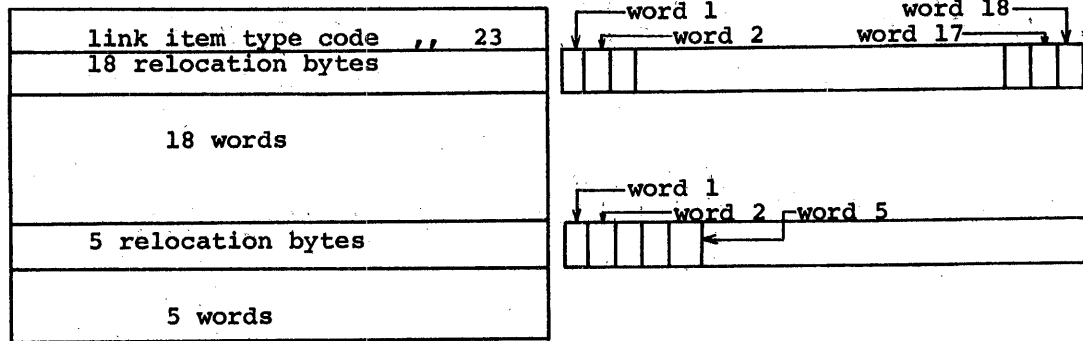 link item type code ,, 23
18 relocation bytes
18 words
5 relocation bytes
5 words
word 1
word 2
word 18
word 17
word 1
word 2
word 5